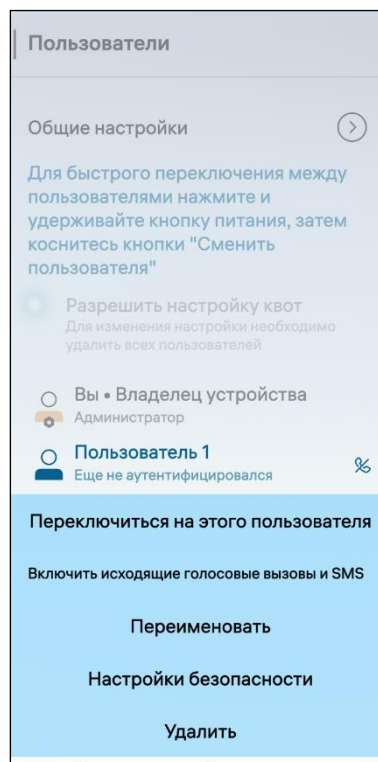 Пользователи
Общие настройки
Для быстрого переключения между
пользователями нажмите и
удерживайте кнопку питания, затем
коснитесь кнопки "Сменить
пользователя"
Разрешить настройку квот
Для изменения настройки необходимо
удалить всех пользователей
Вы • Владелец устройства
Администратор
Пользователь 1
Еще не аутентифицировался
Переключиться на этого пользователя
Включить исходящие голосовые вызовы и SMS
Переименовать
Настройки безопасности
Удалить